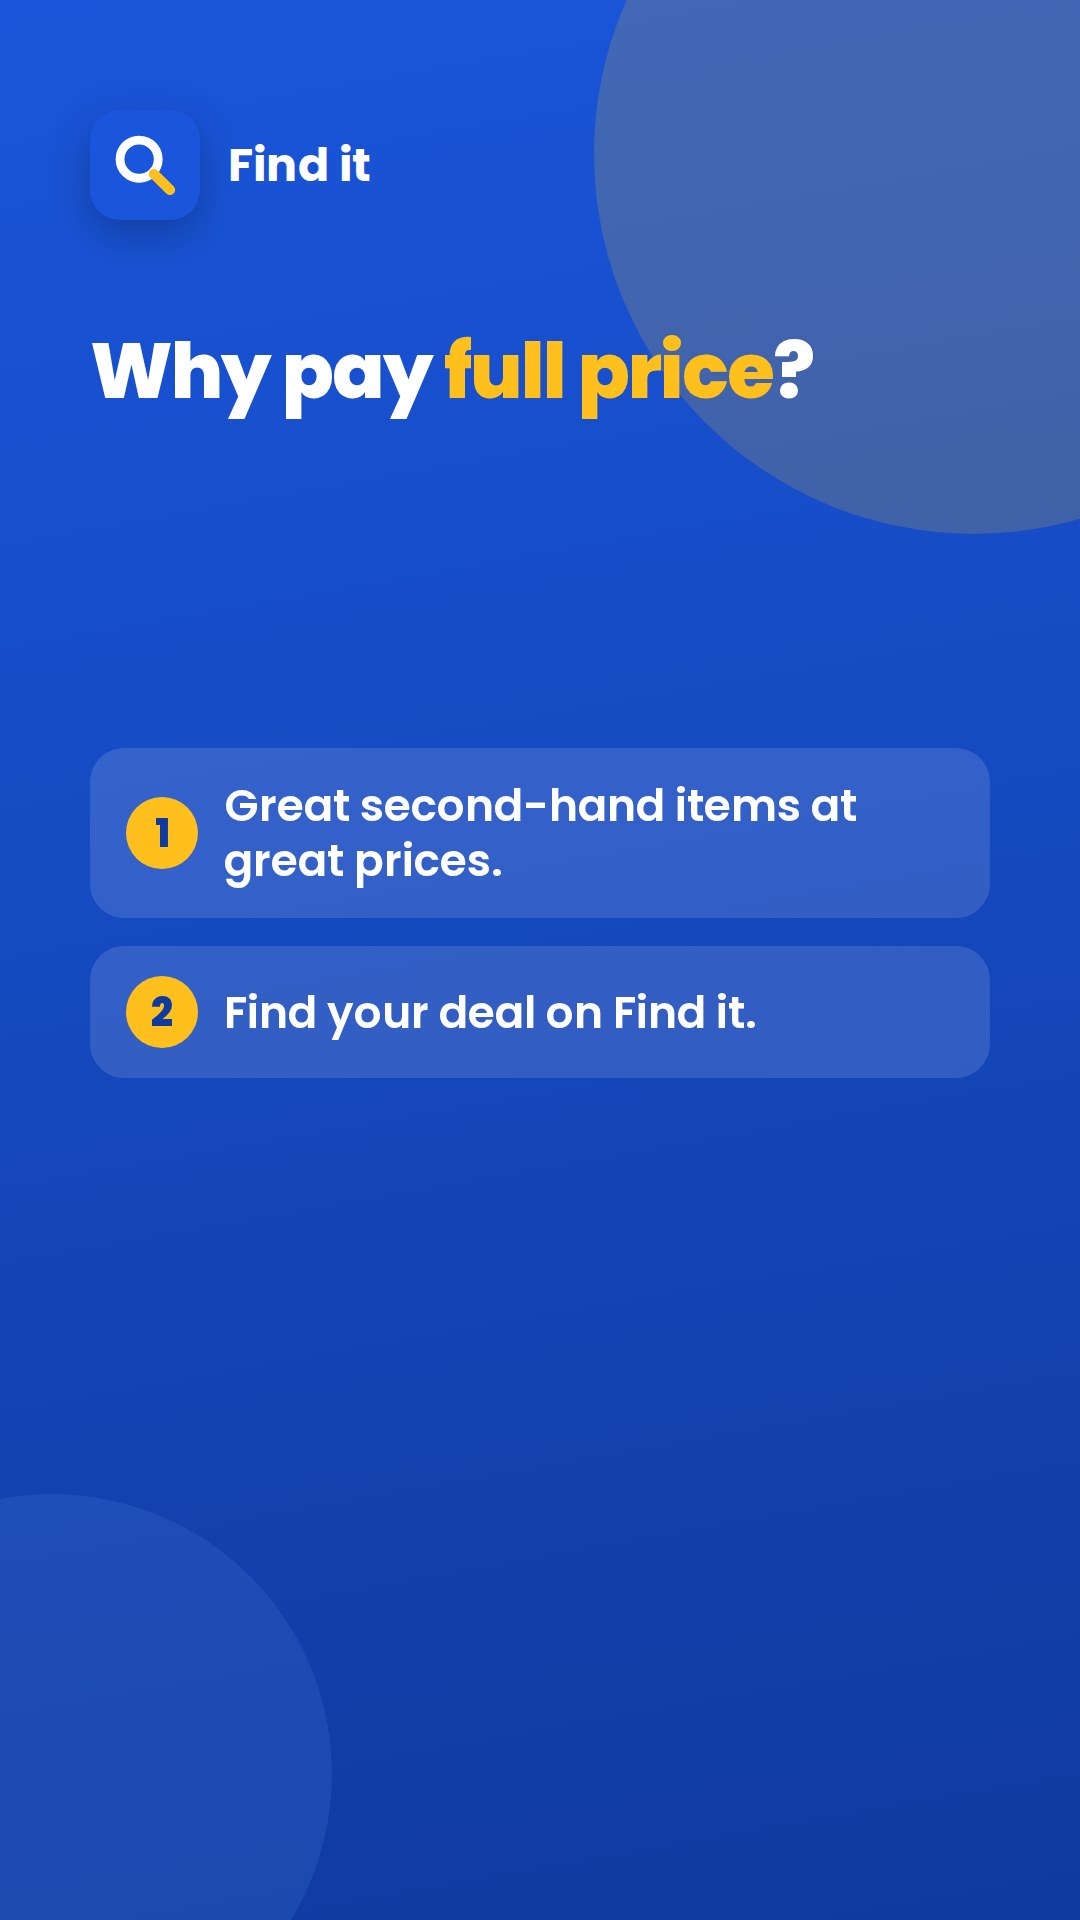 Find it
Why pay full price?
1
Great second-hand items at
great prices.
2
Find your deal on Find it.